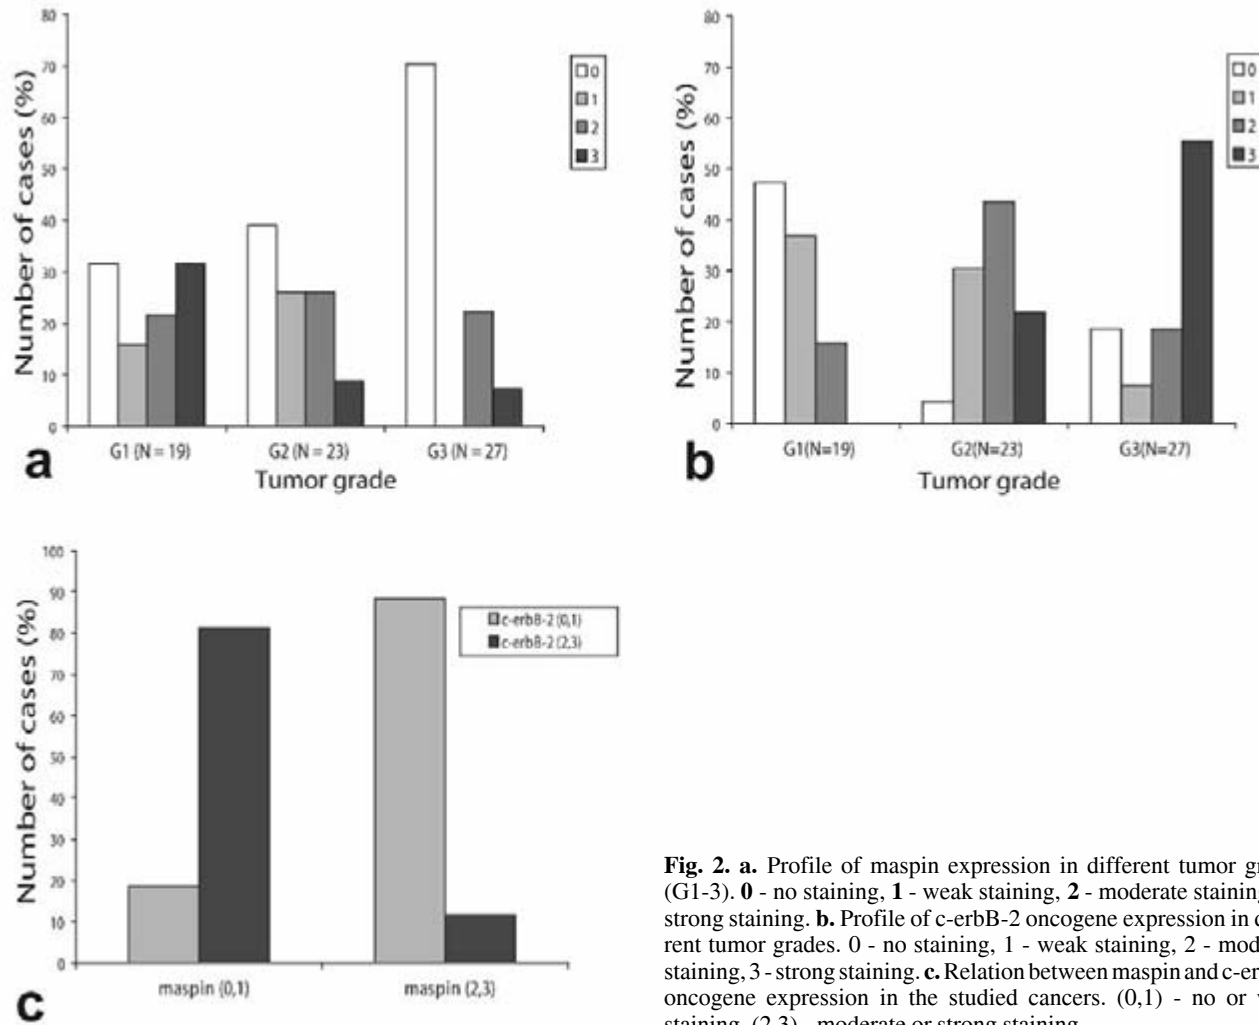 80
70
60
50
40
30
20
10
0
Number of cases (%)
0
1
2
3
G1 (N = 19)
G2 (N = 23)
G3 (N = 27)
Tumor grade
a
80
70
60
50
40
30
20
10
0
Number of cases (%)
0
1
2
3
G1(N=19)
G2(N=23)
G3(N=27)
Tumor grade
b
100
90
80
70
60
50
40
30
20
10
0
Number of cases (%)
c-erbB-2 (0,1)
c-erbB-2 (2,3)
maspin (0,1)
maspin (2,3)
c
Fig. 2. a. Profile of maspin expression in different tumor
(G1-3). 0 - no staining, 1 - weak staining, 2 - moderate staining
strong staining. b. Profile of c-erbB-2 oncogene expression in
rent tumor grades. 0 - no staining, 1 - weak staining, 2 -
staining, 3 - strong staining. c. Relation between maspin and
oncogene expression in the studied cancers. (0,1) - no or
staining, (2,3) - moderate or strong staining